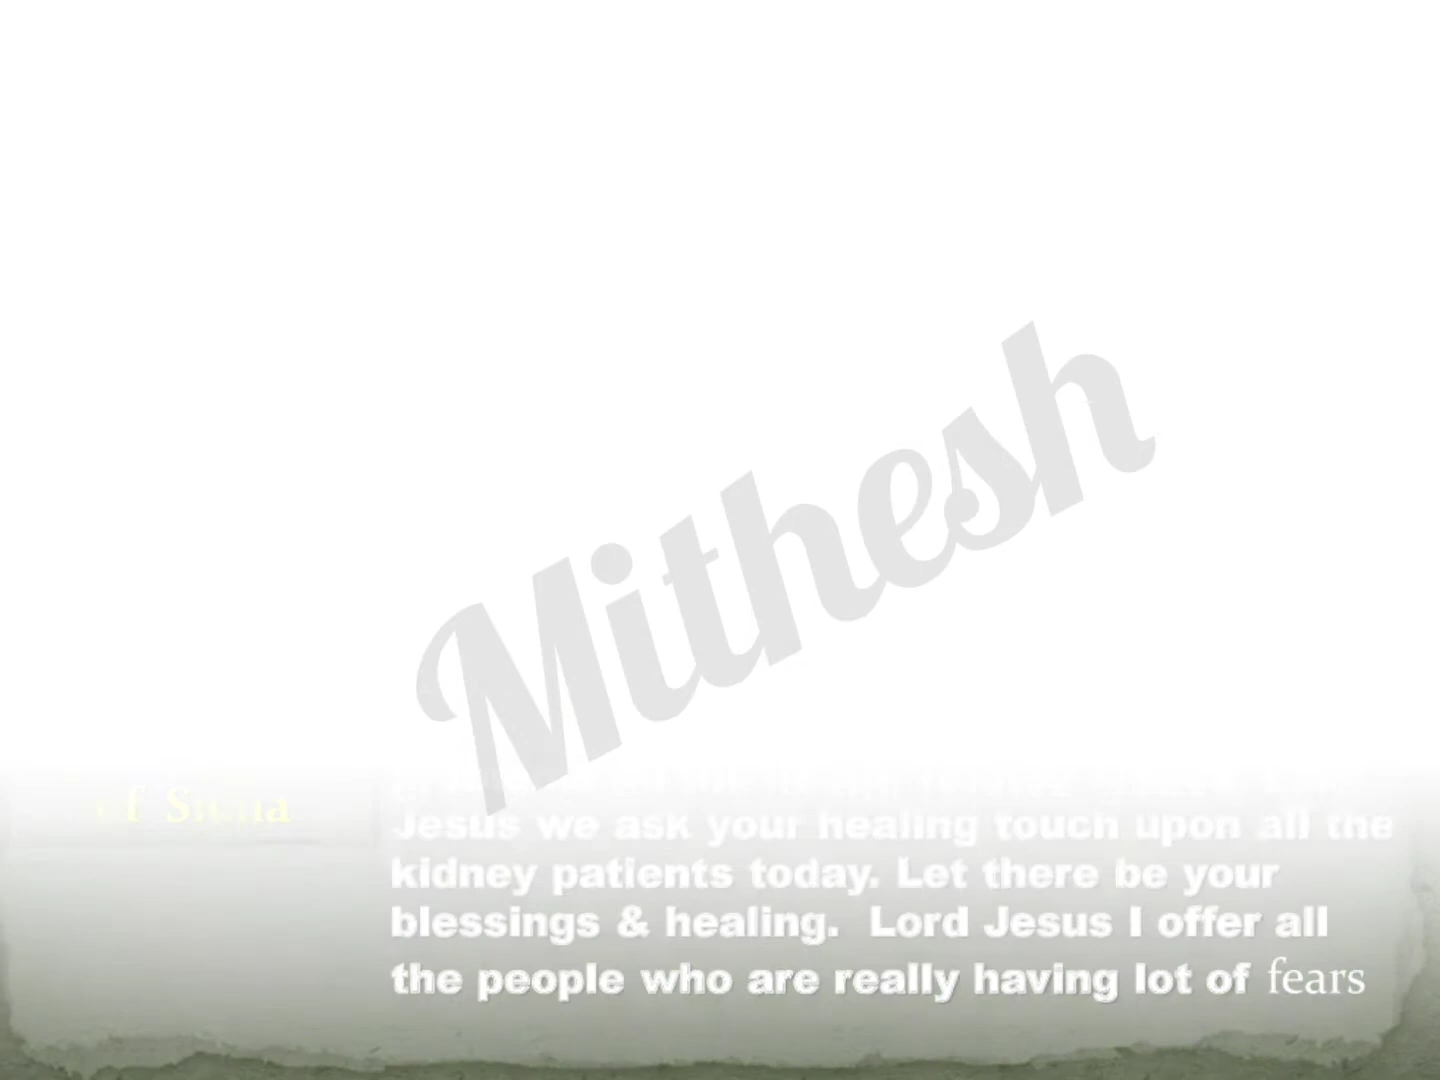 Mithesh
Jesus we ask your healing touch upon all the
kidney patients today. Let there be your
blessings & healing. Lord Jesus I offer all
the people who are really having lot of fears